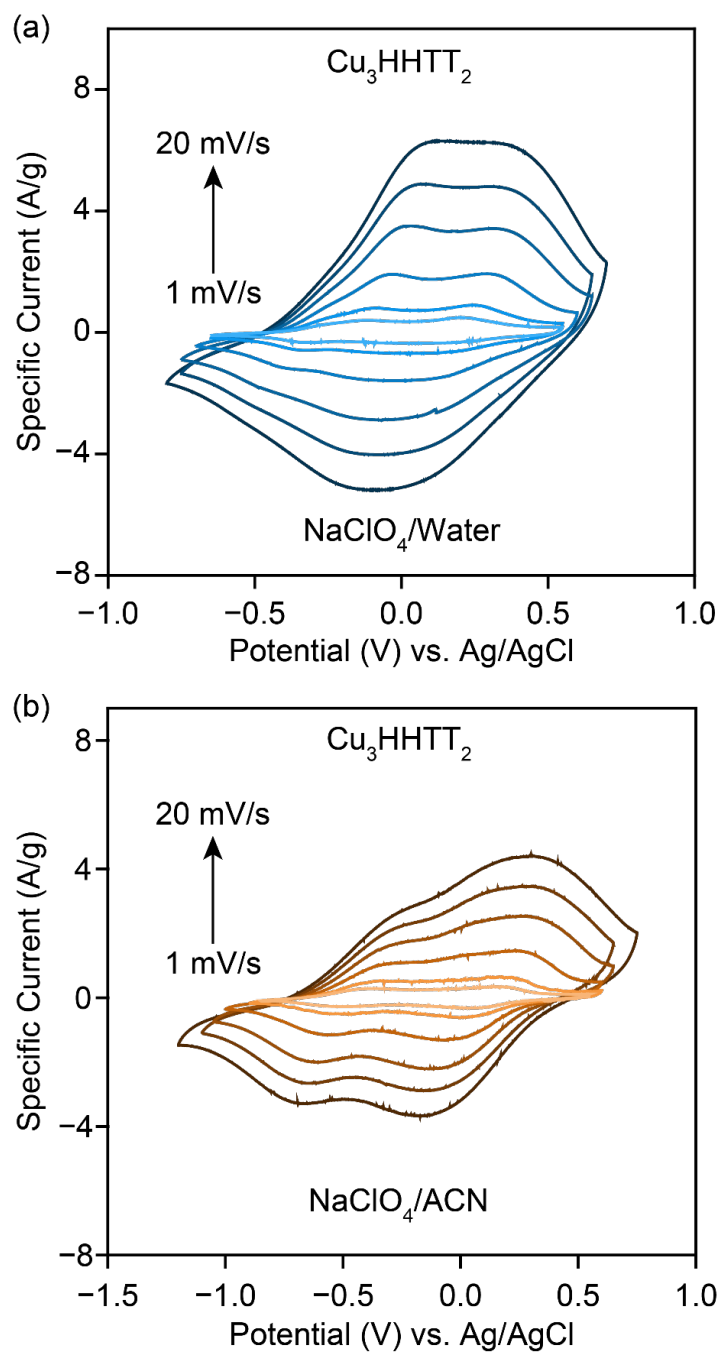 (a)
Cu₃HHTT₂
20 mV/s
1 mV/s
NaClO₄/Water
8
4
0
−4
−8
Specific Current (A/g)
−1.0 −0.5 0.0 0.5 1.0
Potential (V) vs. Ag/AgCl
(b)
Cu₃HHTT₂
20 mV/s
1 mV/s
NaClO₄/ACN
8
4
0
−4
−8
Specific Current (A/g)
−1.5 −1.0 −0.5 0.0 0.5 1.0
Potential (V) vs. Ag/AgCl